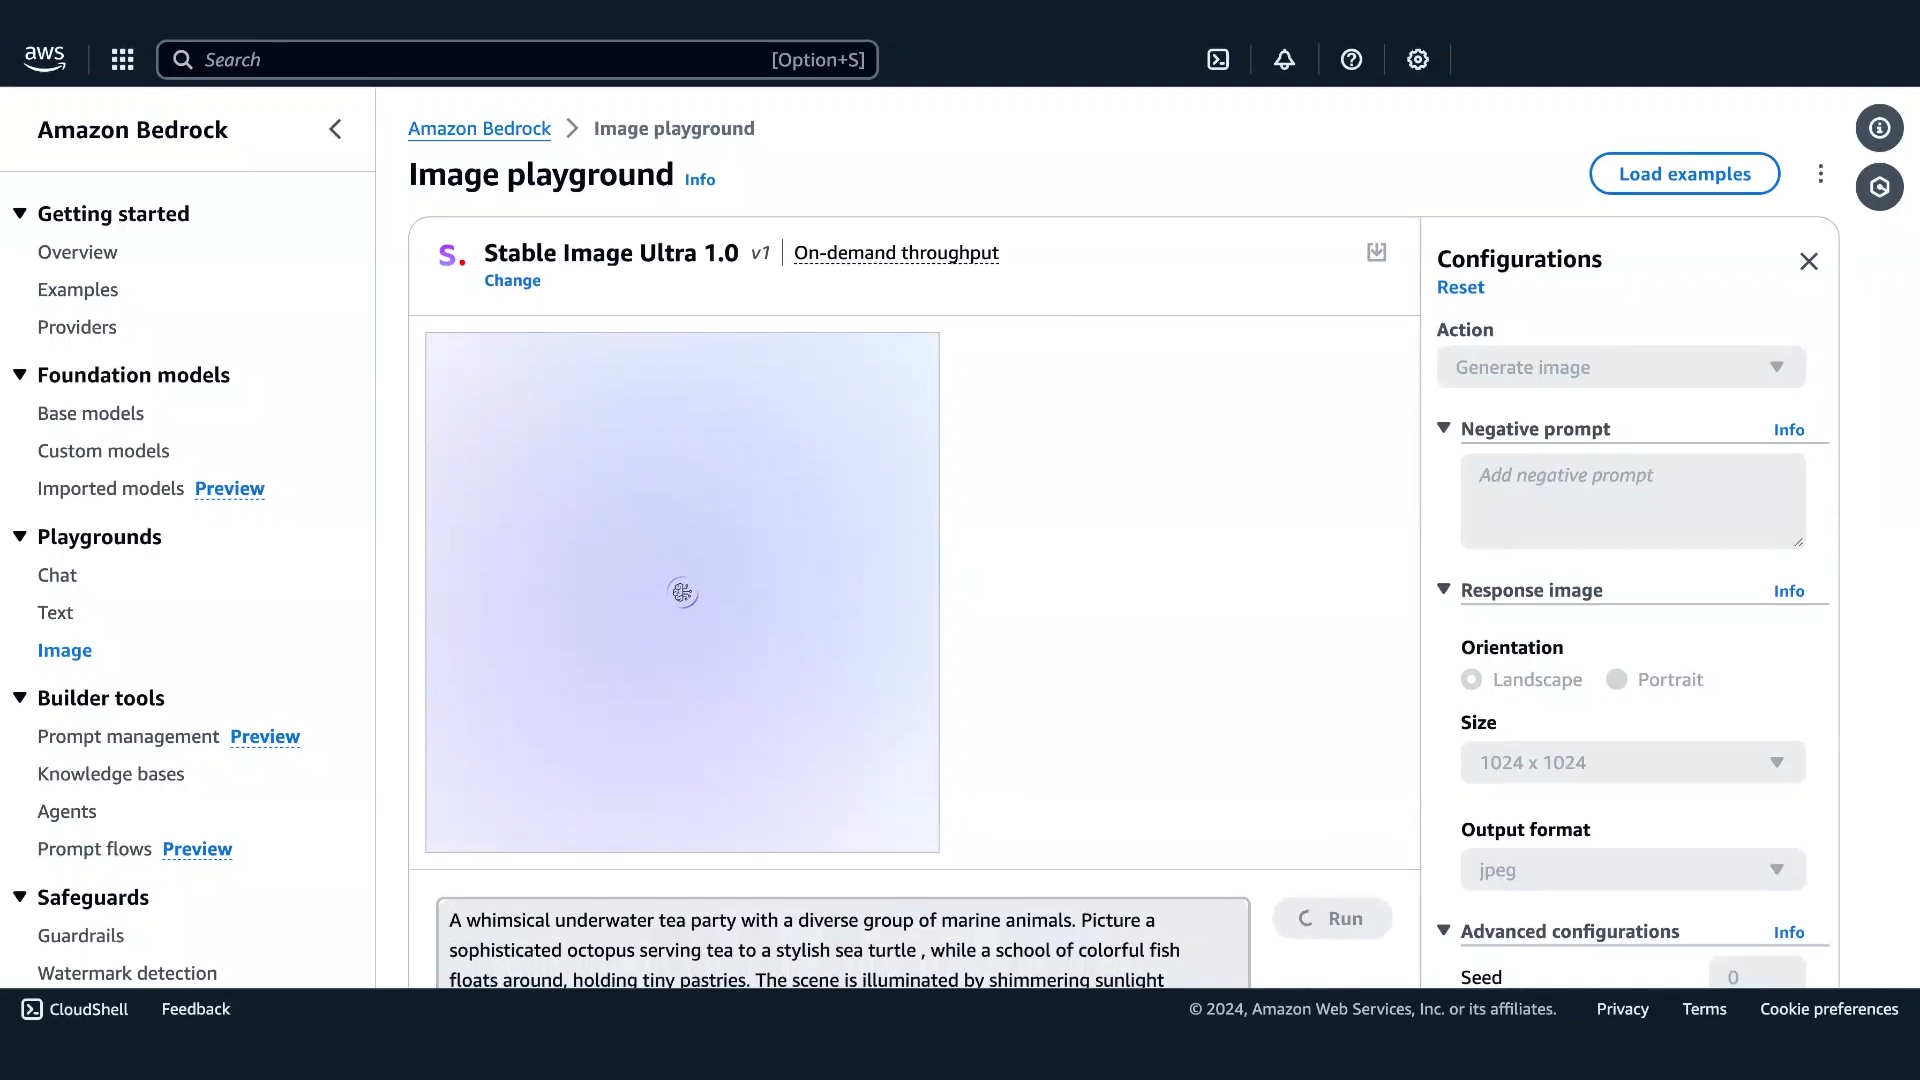 aws
Search [Option+S]
Amazon Bedrock
Getting started
Overview
Examples
Providers
Foundation models
Base models
Custom models
Imported models Preview
Playgrounds
Chat
Text
Image
Builder tools
Prompt management Preview
Knowledge bases
Agents
Prompt flows Preview
Safeguards
Guardrails
Watermark detection
Amazon Bedrock Image playground
Image playground Info
Load examples
S. Stable Image Ultra 1.0 v1 On-demand throughput
Change
A whimsical underwater tea party with a diverse group of marine animals. Picture a
sophisticated octopus serving tea to a stylish sea turtle , while a school of colorful fish
floats around, holding tiny pastries. The scene is illuminated by shimmering sunlight
Run
Configurations
Reset
Action
Generate image
Negative prompt Info
Add negative prompt
Response image Info
Orientation
Landscape Portrait
Size
1024 x 1024
Output format
jpeg
Advanced configurations Info
Seed 0
CloudShell Feedback
© 2024, Amazon Web Services, Inc. or its affiliates. Privacy Terms Cookie preferences